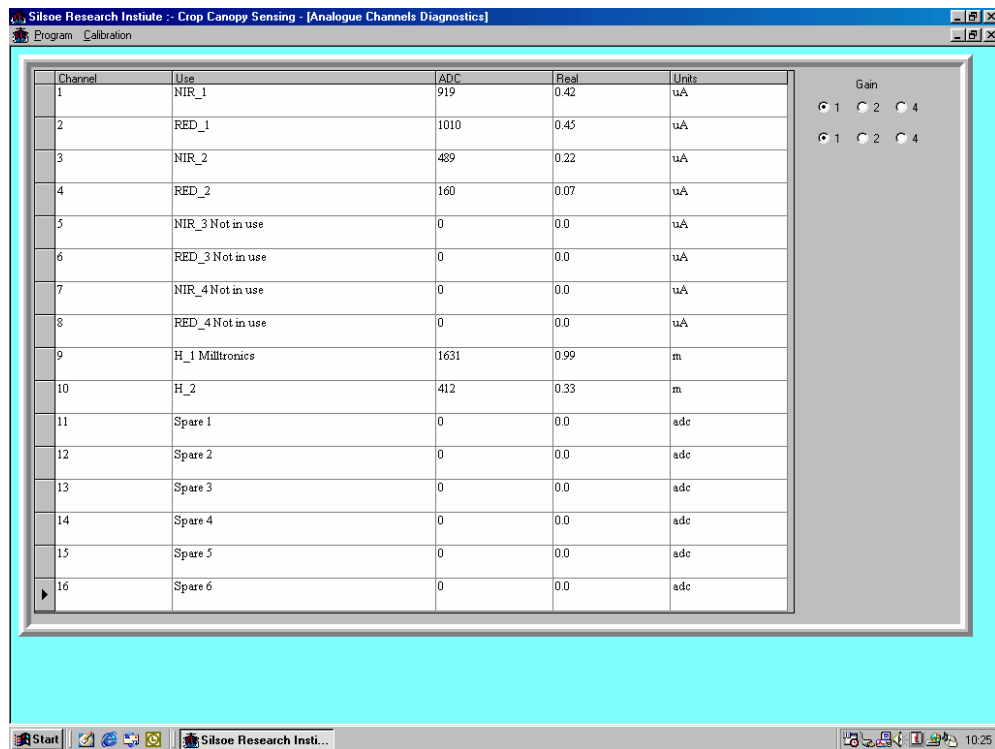 Silsoe Research Instiute :- Crop Canopy Sensing - [Analogue Channels Diagnostics]
Program Calibration
Channel Use ADC Real Units
1 NIR_1 919 0.42 uA
2 RED_1 1010 0.45 uA
3 NIR_2 489 0.22 uA
4 RED_2 160 0.07 uA
5 NIR_3 Not in use 0 0.0 uA
6 RED_3 Not in use 0 0.0 uA
7 NIR_4 Not in use 0 0.0 uA
8 RED_4 Not in use 0 0.0 uA
9 H_1 Milltronics 1631 0.99 m
10 H_2 412 0.33 m
11 Spare 1 0 0.0 adc
12 Spare 2 0 0.0 adc
13 Spare 3 0 0.0 adc
14 Spare 4 0 0.0 adc
15 Spare 5 0 0.0 adc
16 Spare 6 0 0.0 adc
Gain
1 2 4
1 2 4
Start Silsoe Research Insti... 10:25